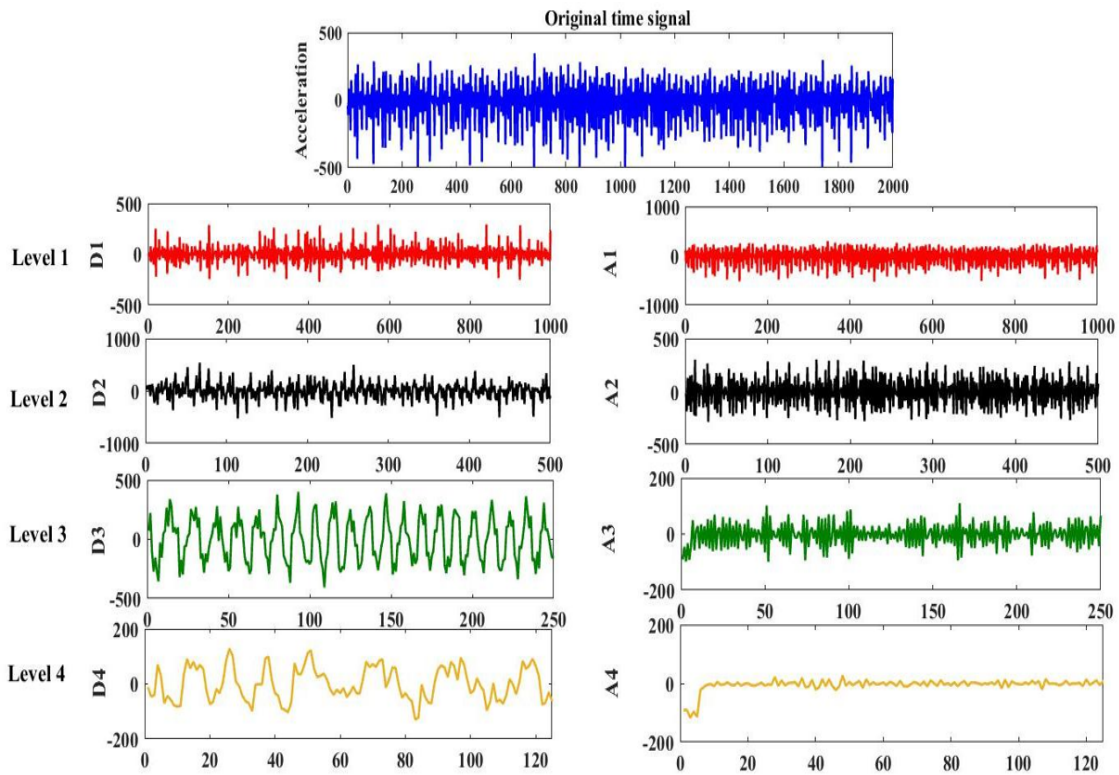 Original time signal
Acceleration
500
0
-500
0 200 400 600 800 1000 1200 1400 1600 1800 2000
Level 1
D1
500
0
-500
0 200 400 600 800 1000
A1
1000
0
-1000
0 200 400 600 800 1000
Level 2
D2
1000
0
-1000
0 100 200 300 400 500
A2
500
0
-500
0 100 200 300 400 500
Level 3
D3
500
0
-500
0 50 100 150 200 250
A3
200
0
-200
0 50 100 150 200 250
Level 4
D4
200
0
-200
0 20 40 60 80 100 120
A4
200
0
-200
0 20 40 60 80 100 120